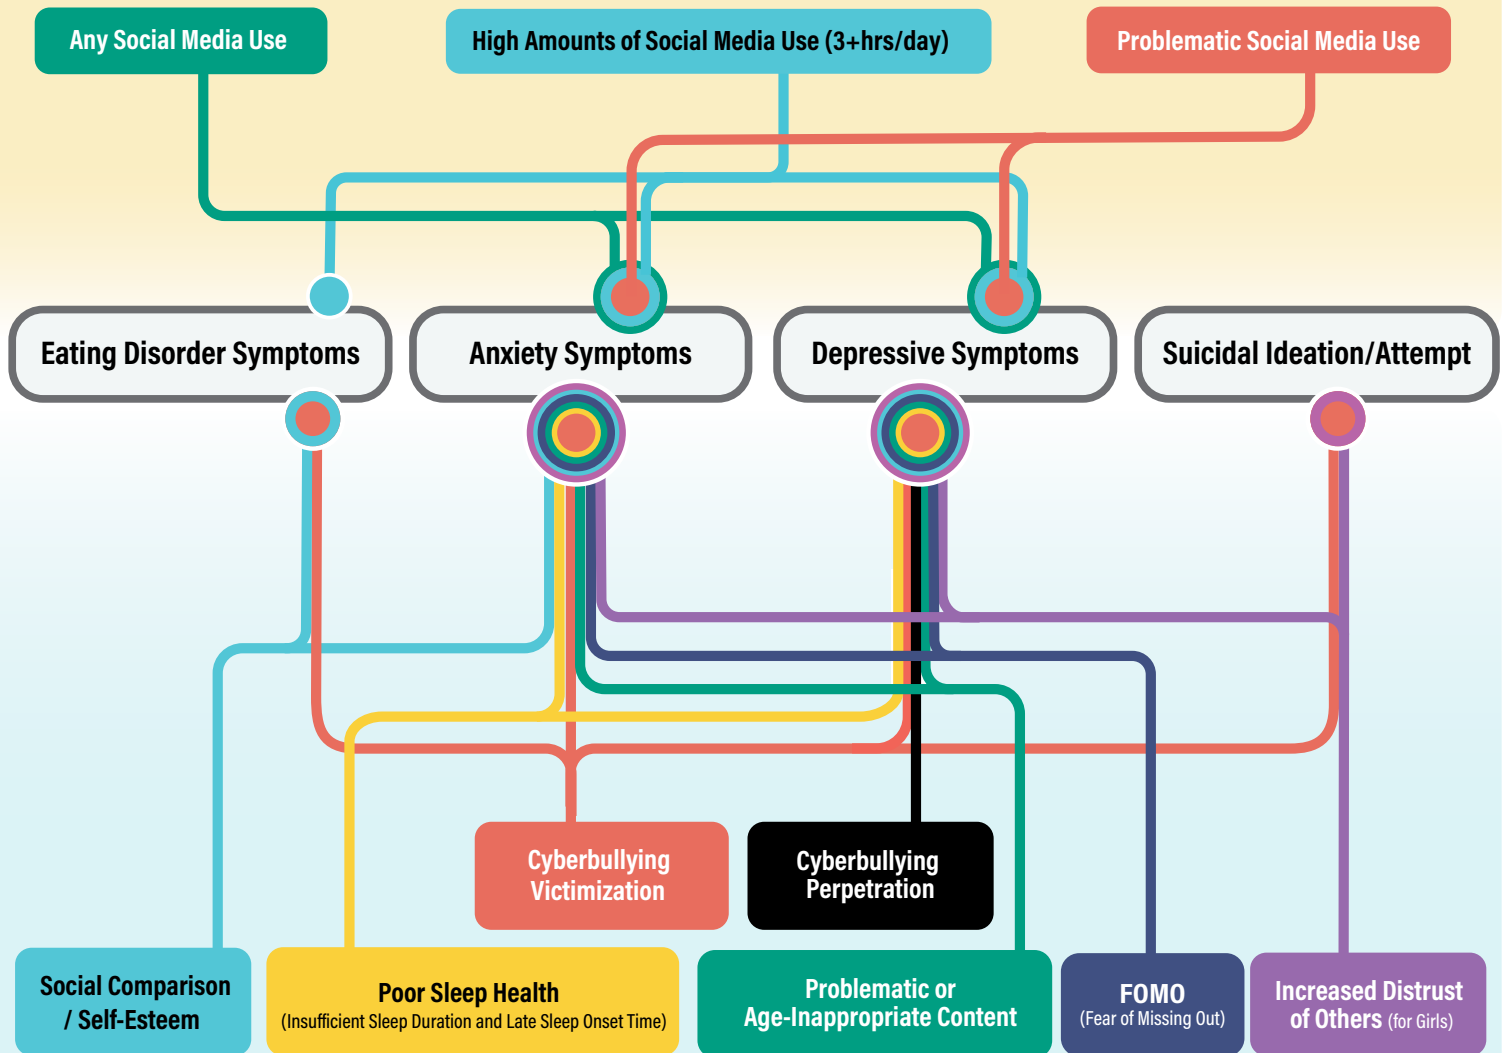 Any Social Media Use
High Amounts of Social Media Use (3+hrs/day)
Problematic Social Media Use
Eating Disorder Symptoms
Anxiety Symptoms
Depressive Symptoms
Suicidal Ideation/Attempt
Cyberbullying
Victimization
Cyberbullying
Perpetration
Social Comparison
/ Self-Esteem
Poor Sleep Health
(Insufficient Sleep Duration and Late Sleep Onset Time)
Problematic or
Age-Inappropriate Content
FOMO
(Fear of Missing Out)
Increased Distrust
of Others (for Girls)